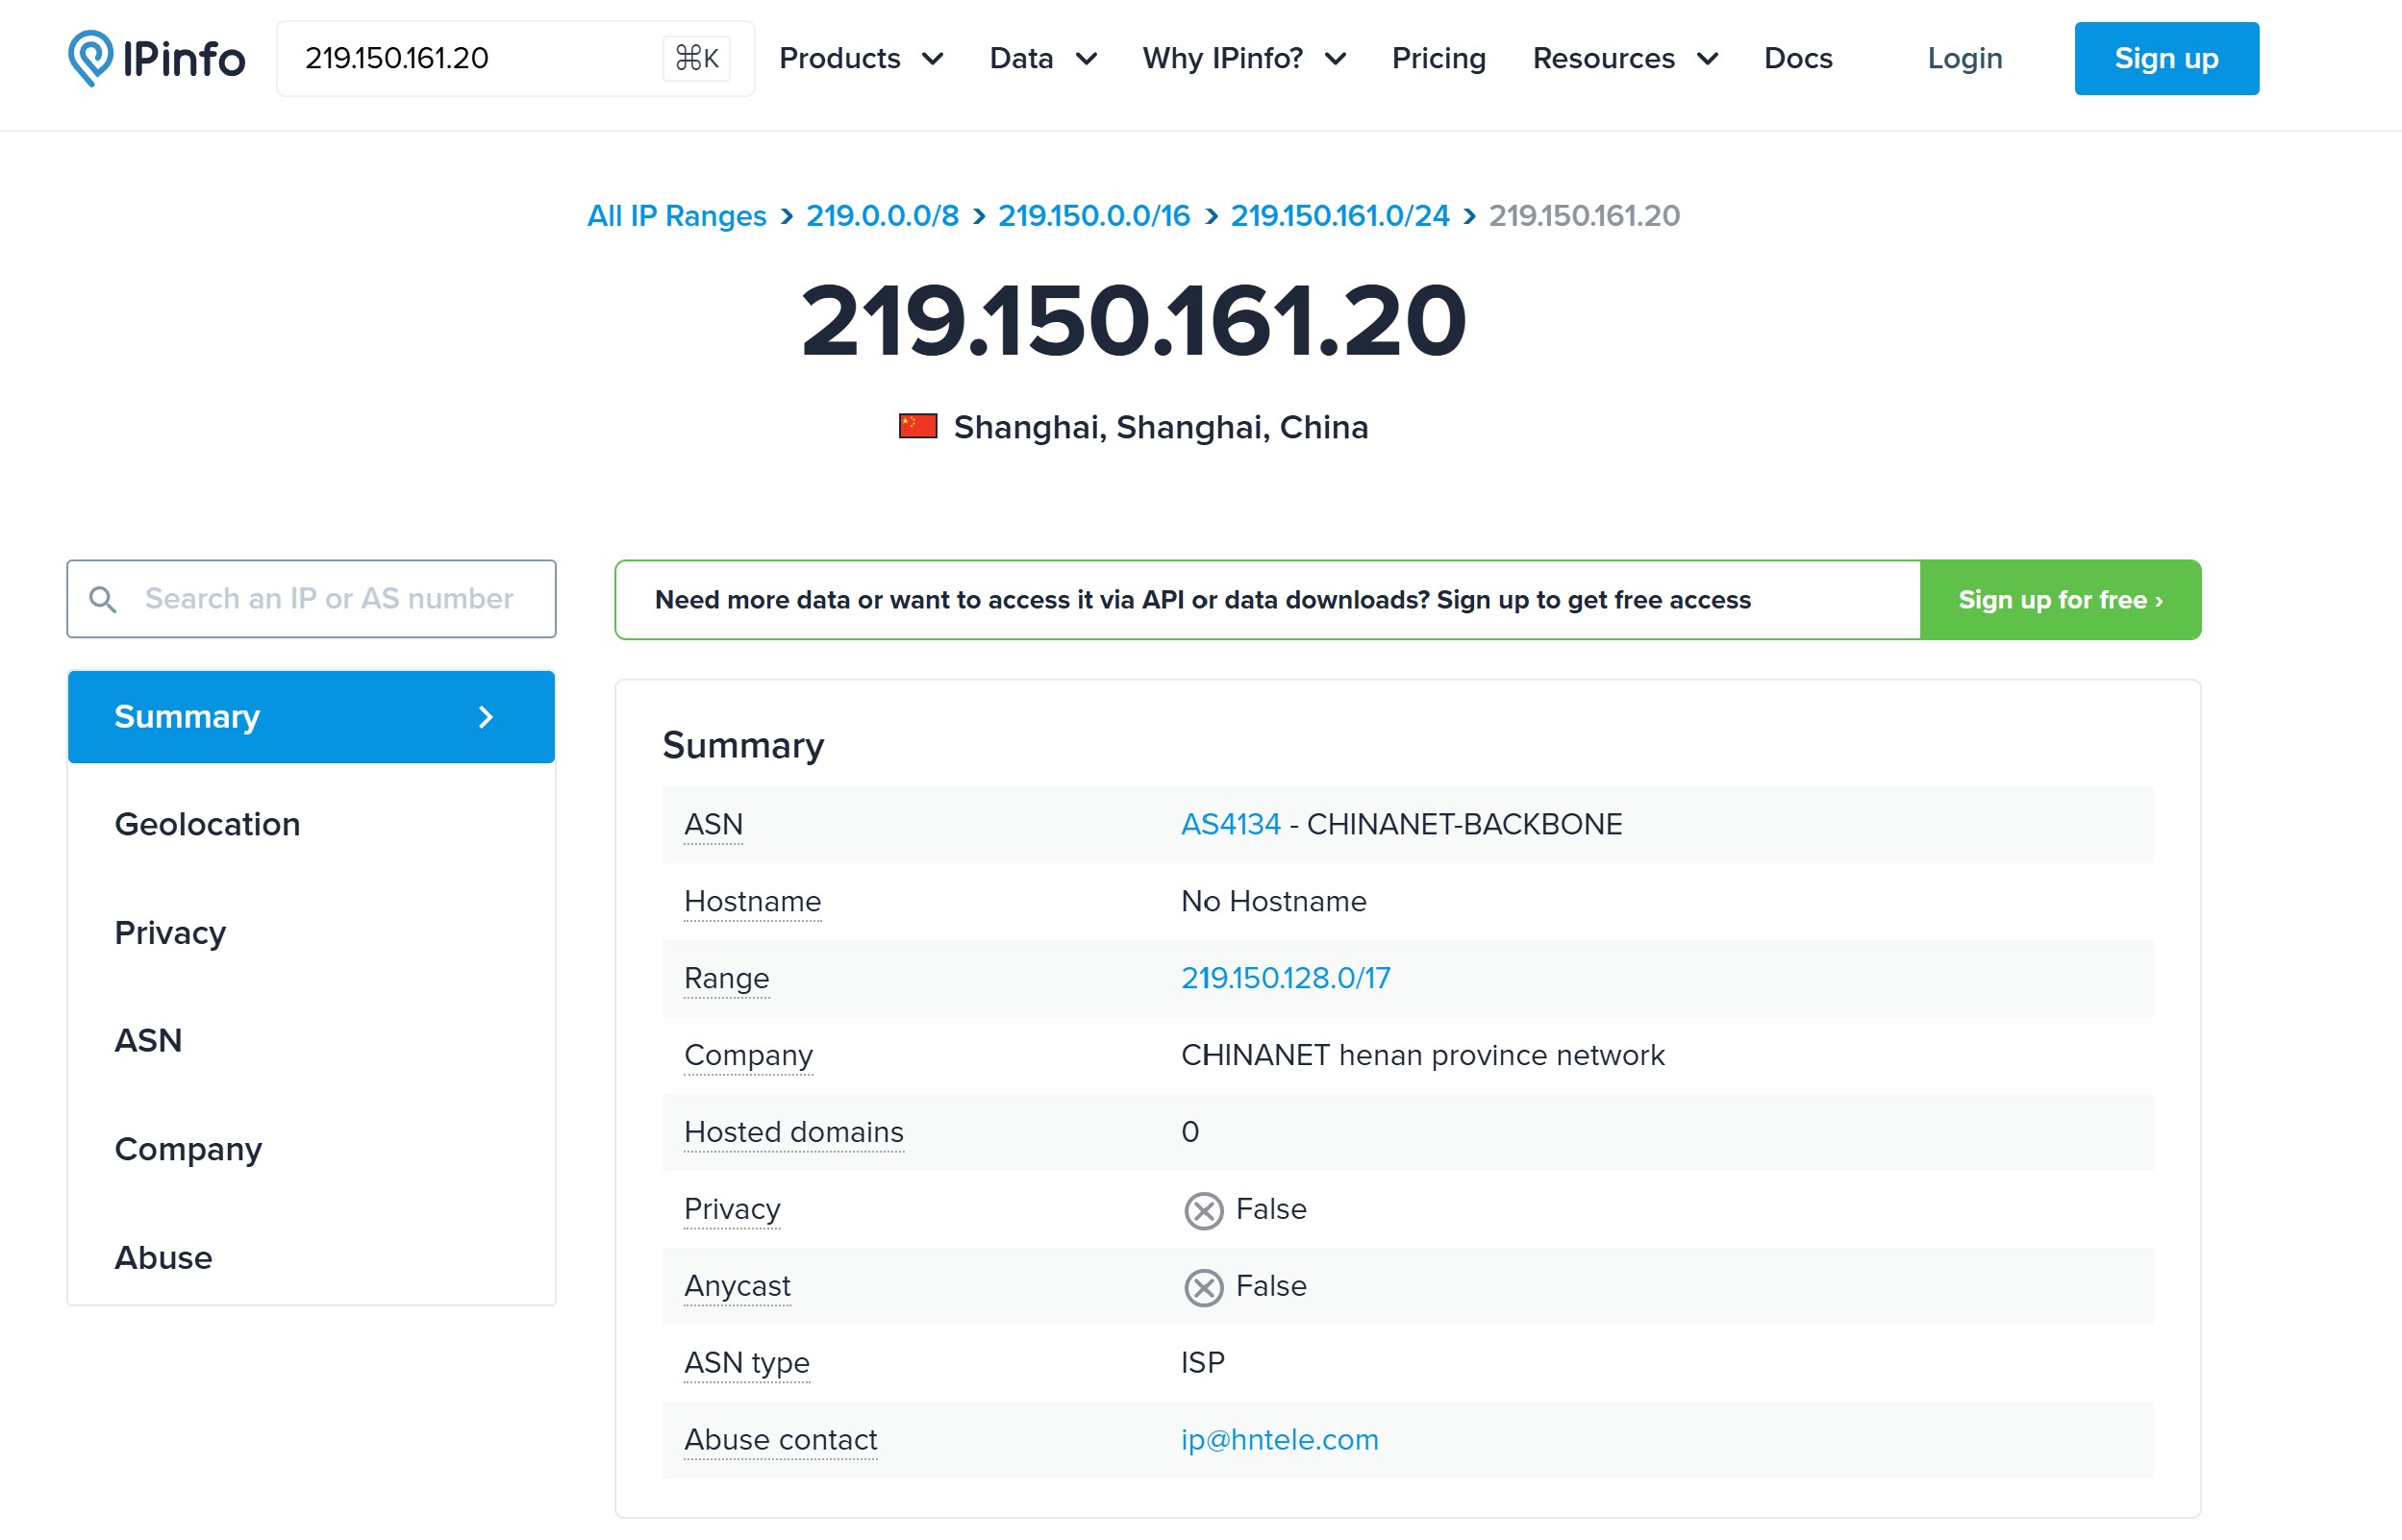 IPinfo 219.150.161.20 ⌘K Products Data Why IPinfo? Pricing Resources Docs Login Sign up
All IP Ranges > 219.0.0.0/8 > 219.150.0.0/16 > 219.150.161.0/24 > 219.150.161.20
219.150.161.20
Shanghai, Shanghai, China
Search an IP or AS number
Need more data or want to access it via API or data downloads? Sign up to get free access Sign up for free ›
Summary
Geolocation
Privacy
ASN
Company
Abuse
Summary
ASN AS4134 - CHINANET-BACKBONE
Hostname No Hostname
Range 219.150.128.0/17
Company CHINANET henan province network
Hosted domains 0
Privacy False
Anycast False
ASN type ISP
Abuse contact ip@hntele.com